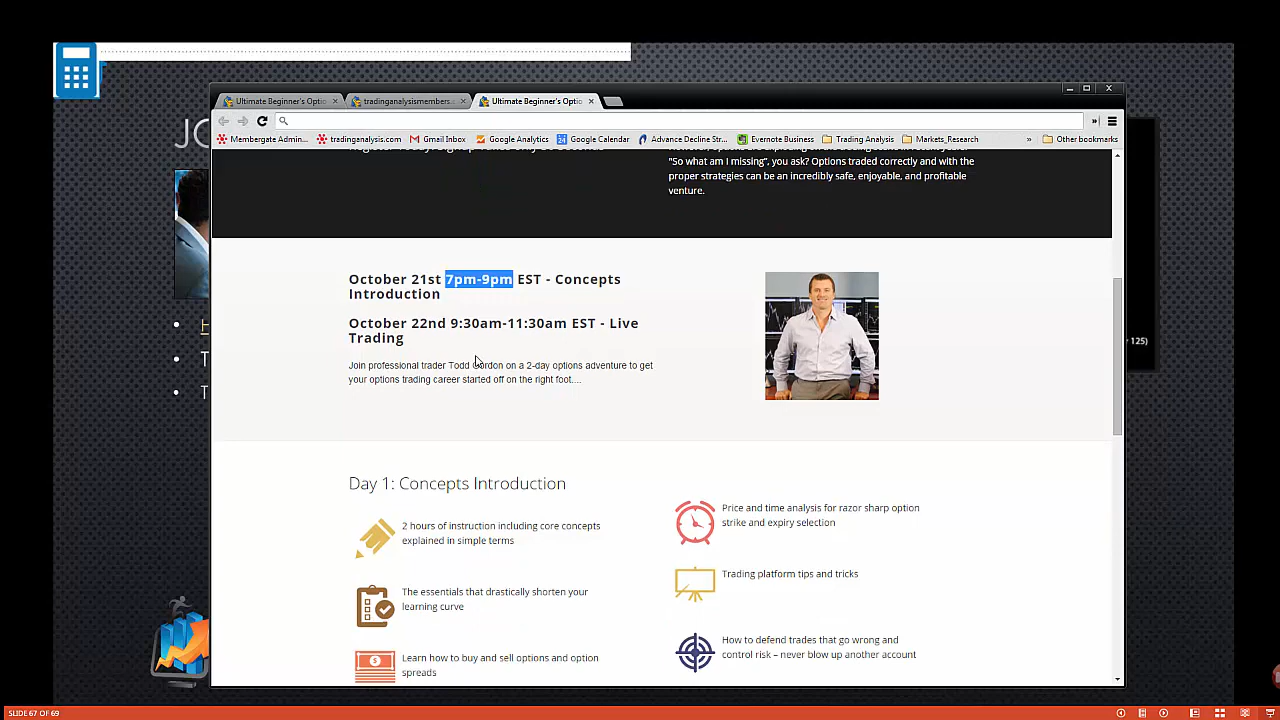 JO
Ultimate Beginner's Optio
tradinganalysismembers.
Ultimate Beginner's Optio
Membergate Admin...
tradinganalysis.com
Gmail Inbox
Google Analytics
Google Calendar
Advance Decline Str...
Evernote Business
Trading Analysis
Markets_Research
»
Other bookmarks
"So what am I missing", you ask? Options traded correctly and with the
proper strategies can be an incredibly safe, enjoyable, and profitable
venture.
October 21st 7pm-9pm EST - Concepts
Introduction
October 22nd 9:30am-11:30am EST - Live
Trading
Join professional trader Todd Gordon on a 2-day options adventure to get
your options trading career started off on the right foot....
• H
• T
• T
r 125)
Day 1: Concepts Introduction
2 hours of instruction including core concepts
explained in simple terms
The essentials that drastically shorten your
learning curve
Learn how to buy and sell options and option
spreads
Price and time analysis for razor sharp option
strike and expiry selection
Trading platform tips and tricks
How to defend trades that go wrong and
control risk – never blow up another account
SLIDE 67 OF 69